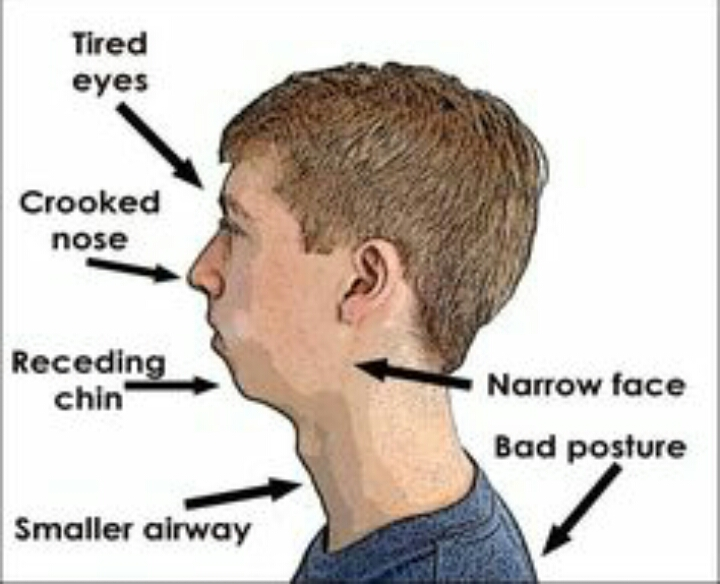 Tired
eyes
Crooked
nose
Receding
chin
Narrow face
Bad posture
Smaller airway